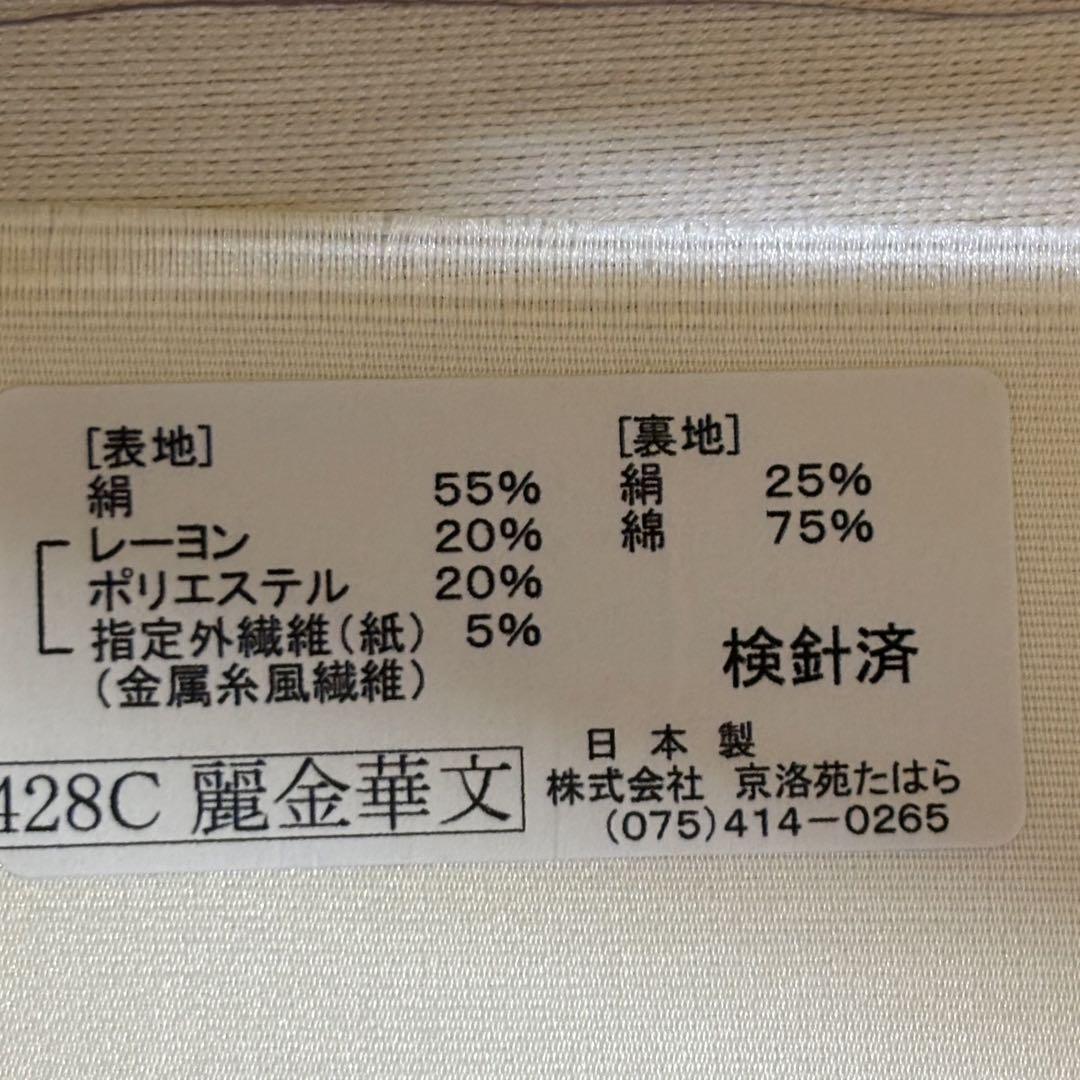 [表地]
絹 55%
レーヨン 20%
ポリエステル 20%
指定外繊維(紙) 5%
(金属糸風繊維)
[裏地]
絹 25%
綿 75%
検針済
428C 麗金華文
日本製
株式会社 京洛苑たはら
(075)414-0265